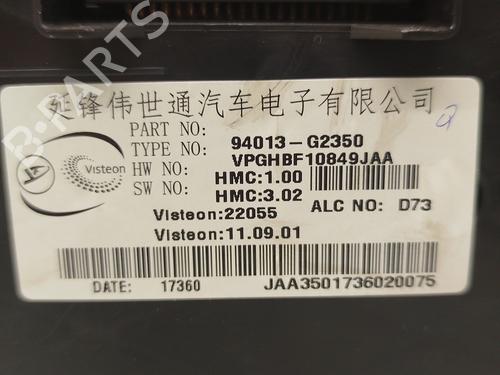 B-PARTS
延锋伟世通汽车电子有限公司
PART NO: 94013-G2350
TYPE NO: VPGHBF10849JAA
HW NO: HMC:1.00
SW NO: HMC:3.02
A Visteon
Visteon:22055 ALC NO: D73
Visteon:11.09.01
DATE: 17360 JAA3501736020075